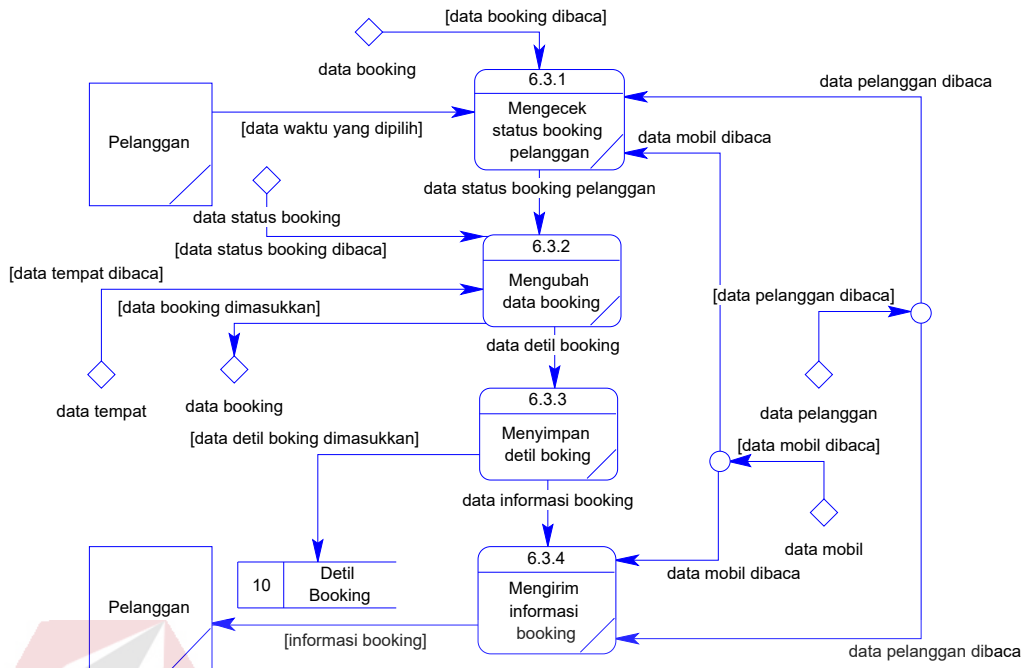 [data booking dibaca]
data booking
6.3.1
Mengecek
status booking
pelanggan
data pelanggan dibaca
Pelanggan
[data waktu yang dipilih]
data mobil dibaca
data status booking pelanggan
data status booking
[data status booking dibaca]
6.3.2
Mengubah
data booking
[data tempat dibaca]
[data booking dimasukkan]
[data pelanggan dibaca]
data detil booking
data tempat
data booking
data pelanggan
6.3.3
Menyimpan
detil boking
[data detil boking dimasukkan]
[data mobil dibaca]
data informasi booking
data mobil
6.3.4
Mengirim
informasi
booking
data mobil dibaca
10
Detil
Booking
Pelanggan
[informasi booking]
data pelanggan dibaca